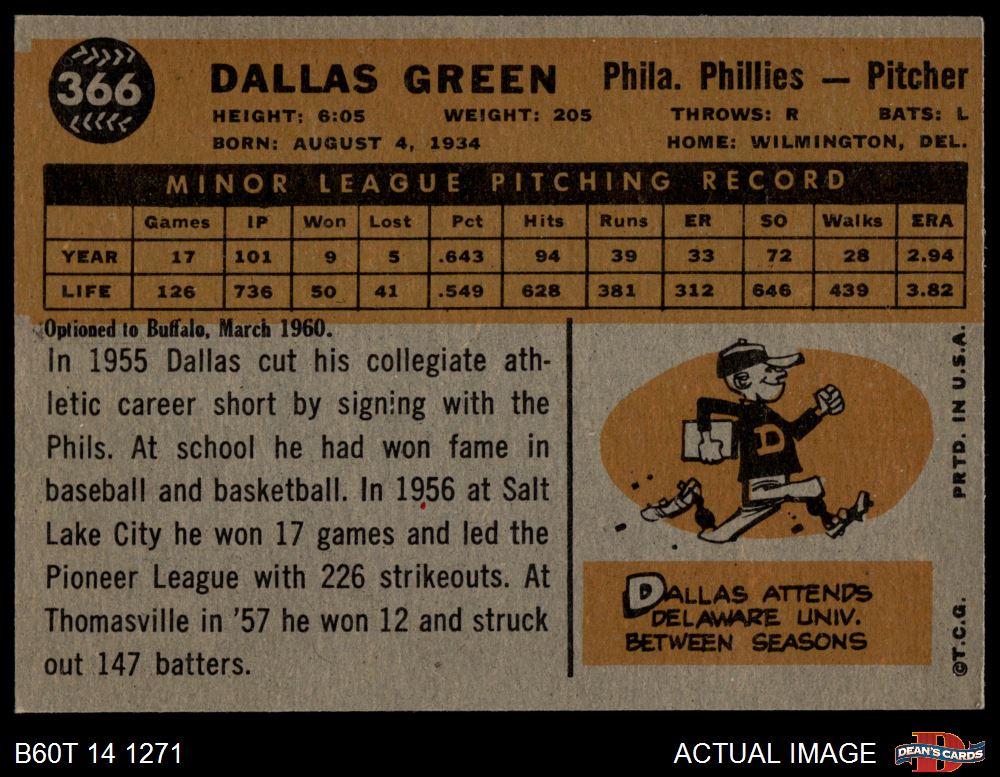 366
DALLAS GREEN Phila. Phillies — Pitcher
HEIGHT: 6:05 WEIGHT: 205 THROWS: R BATS: L
BORN: AUGUST 4, 1934 HOME: WILMINGTON, DEL.
MINOR LEAGUE PITCHING RECORD
Games IP Won Lost Pct Hits Runs ER SO Walks ERA
YEAR 17 101 9 5 .643 94 39 33 72 28 2.94
LIFE 126 736 50 41 .549 628 381 312 646 439 3.82
Optioned to Buffalo, March 1960.
In 1955 Dallas cut his collegiate ath-
letic career short by signing with the
Phils. At school he had won fame in
baseball and basketball. In 1956 at Salt
Lake City he won 17 games and led the
Pioneer League with 226 strikeouts. At
Thomasville in '57 he won 12 and struck
out 147 batters.
D
DALLAS ATTENDS
DELAWARE UNIV.
BETWEEN SEASONS
©T.C.G. PRTD. IN U.S.A.
B60T 14 1271 ACTUAL IMAGE
D
DEAN'S CARDS